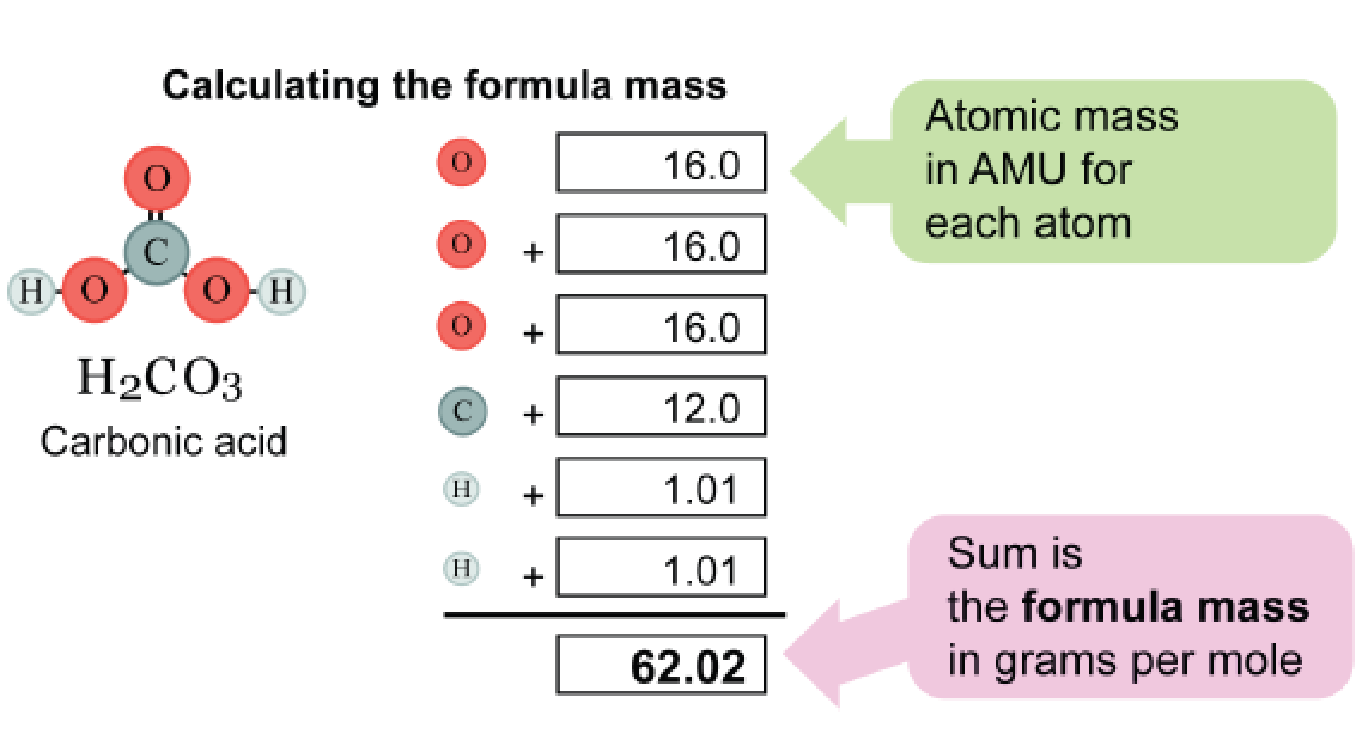 Calculating the formula mass
O
C
H O O H
H₂CO₃
Carbonic acid
O 16.0
O + 16.0
O + 16.0
C + 12.0
H + 1.01
H + 1.01
62.02
Atomic mass
in AMU for
each atom
Sum is
the formula mass
in grams per mole